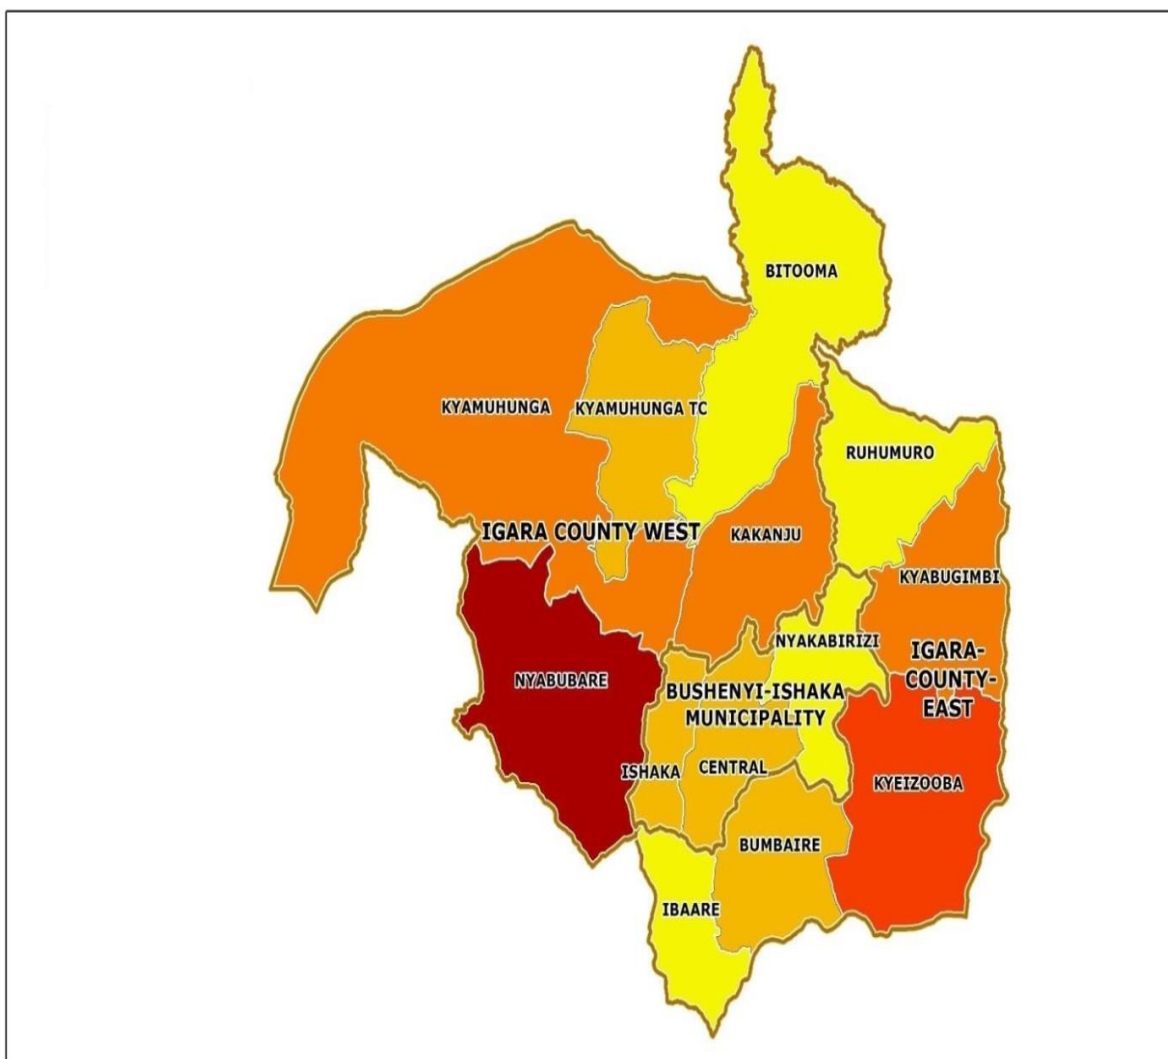 BITOOMA
KYAMUHUNGA
KYAMUHUNGA TC
RUHUMURO
IGARA COUNTY WEST
KAKANJU
KYABUGIMBI
NYAKABIRIZI
IGARA-
COUNTY-
EAST
NYABUBARE
BUSHENYI-ISHAKA
MUNICIPALITY
ISHAKA
CENTRAL
KYEIZOOBA
BUMBAIRE
IBAARE